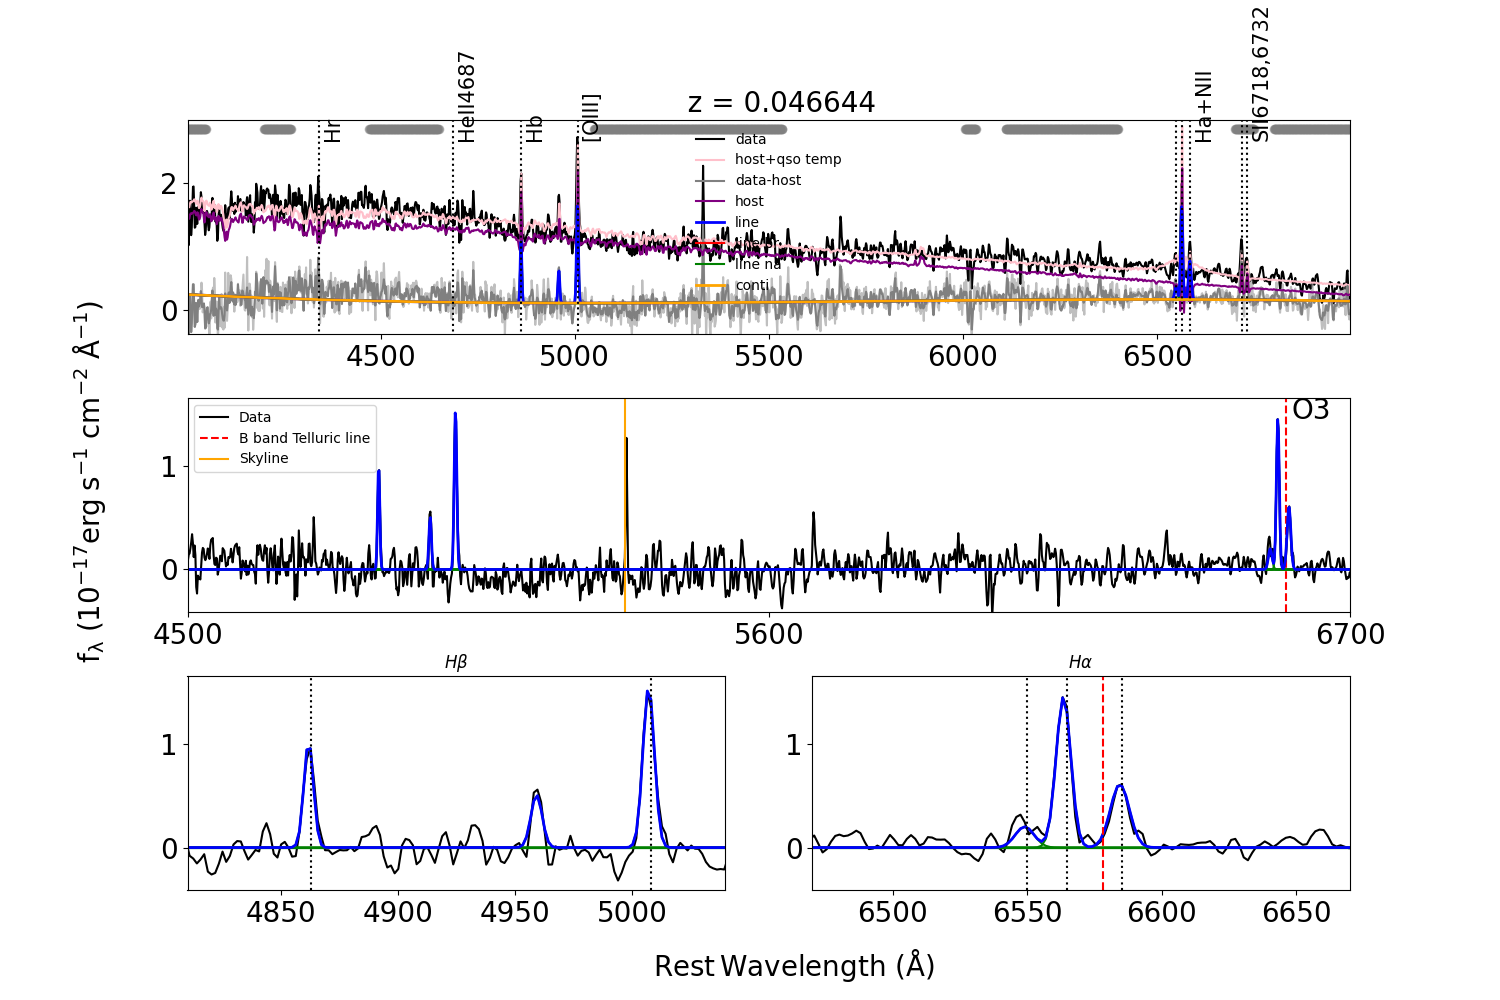 z = 0.046644
Hr
HeII4687
Hb
[OIII]
Ha+NII
SII6718,6732
data
host+qso temp
data-host
host
line
line na
conti
2
0
4500 5000 5500 6000 6500
f_λ (10⁻¹⁷erg s⁻¹ cm⁻² Å⁻¹)
Data
B band Telluric line
Skyline
O3
1
0
4500 5600 6700
Hβ
1
0
4850 4900 4950 5000
Hα
1
0
6500 6550 6600 6650
Rest Wavelength (Å)